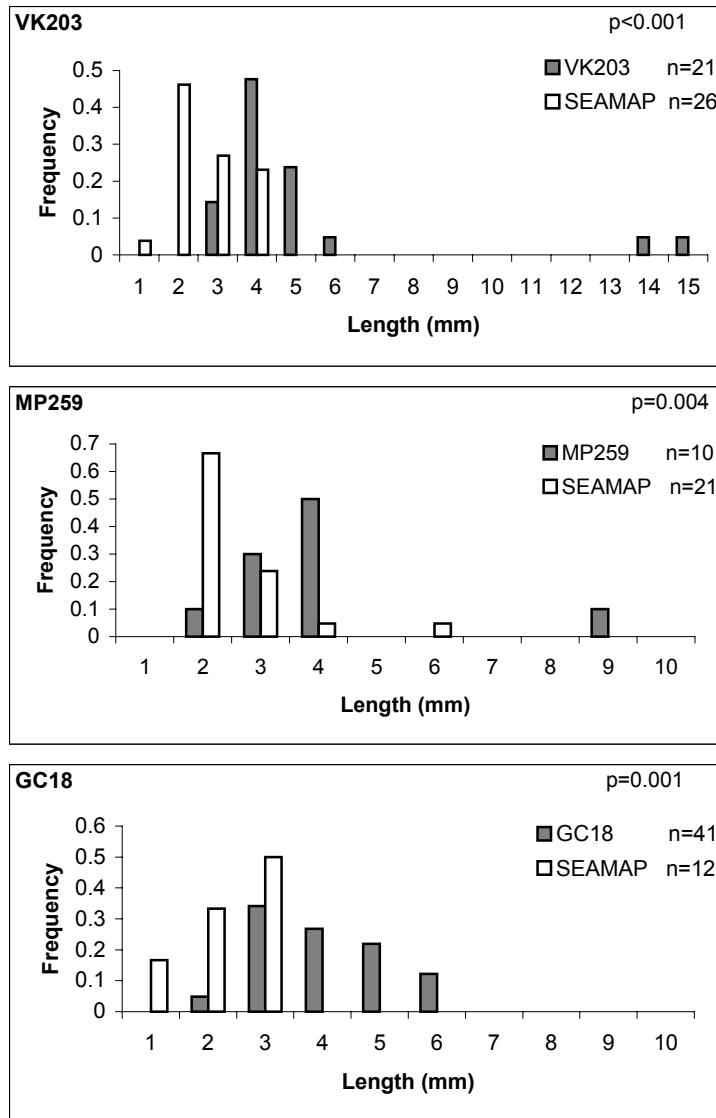 VK203 p<0.001
VK203 n=21
SEAMAP n=26
Frequency
0.5
0.4
0.3
0.2
0.1
0
1 2 3 4 5 6 7 8 9 10 11 12 13 14 15
Length (mm)
MP259 p=0.004
MP259 n=10
SEAMAP n=21
Frequency
0.7
0.6
0.5
0.4
0.3
0.2
0.1
0
1 2 3 4 5 6 7 8 9 10
Length (mm)
GC18 p=0.001
GC18 n=41
SEAMAP n=12
Frequency
0.6
0.5
0.4
0.3
0.2
0.1
0
1 2 3 4 5 6 7 8 9 10
Length (mm)